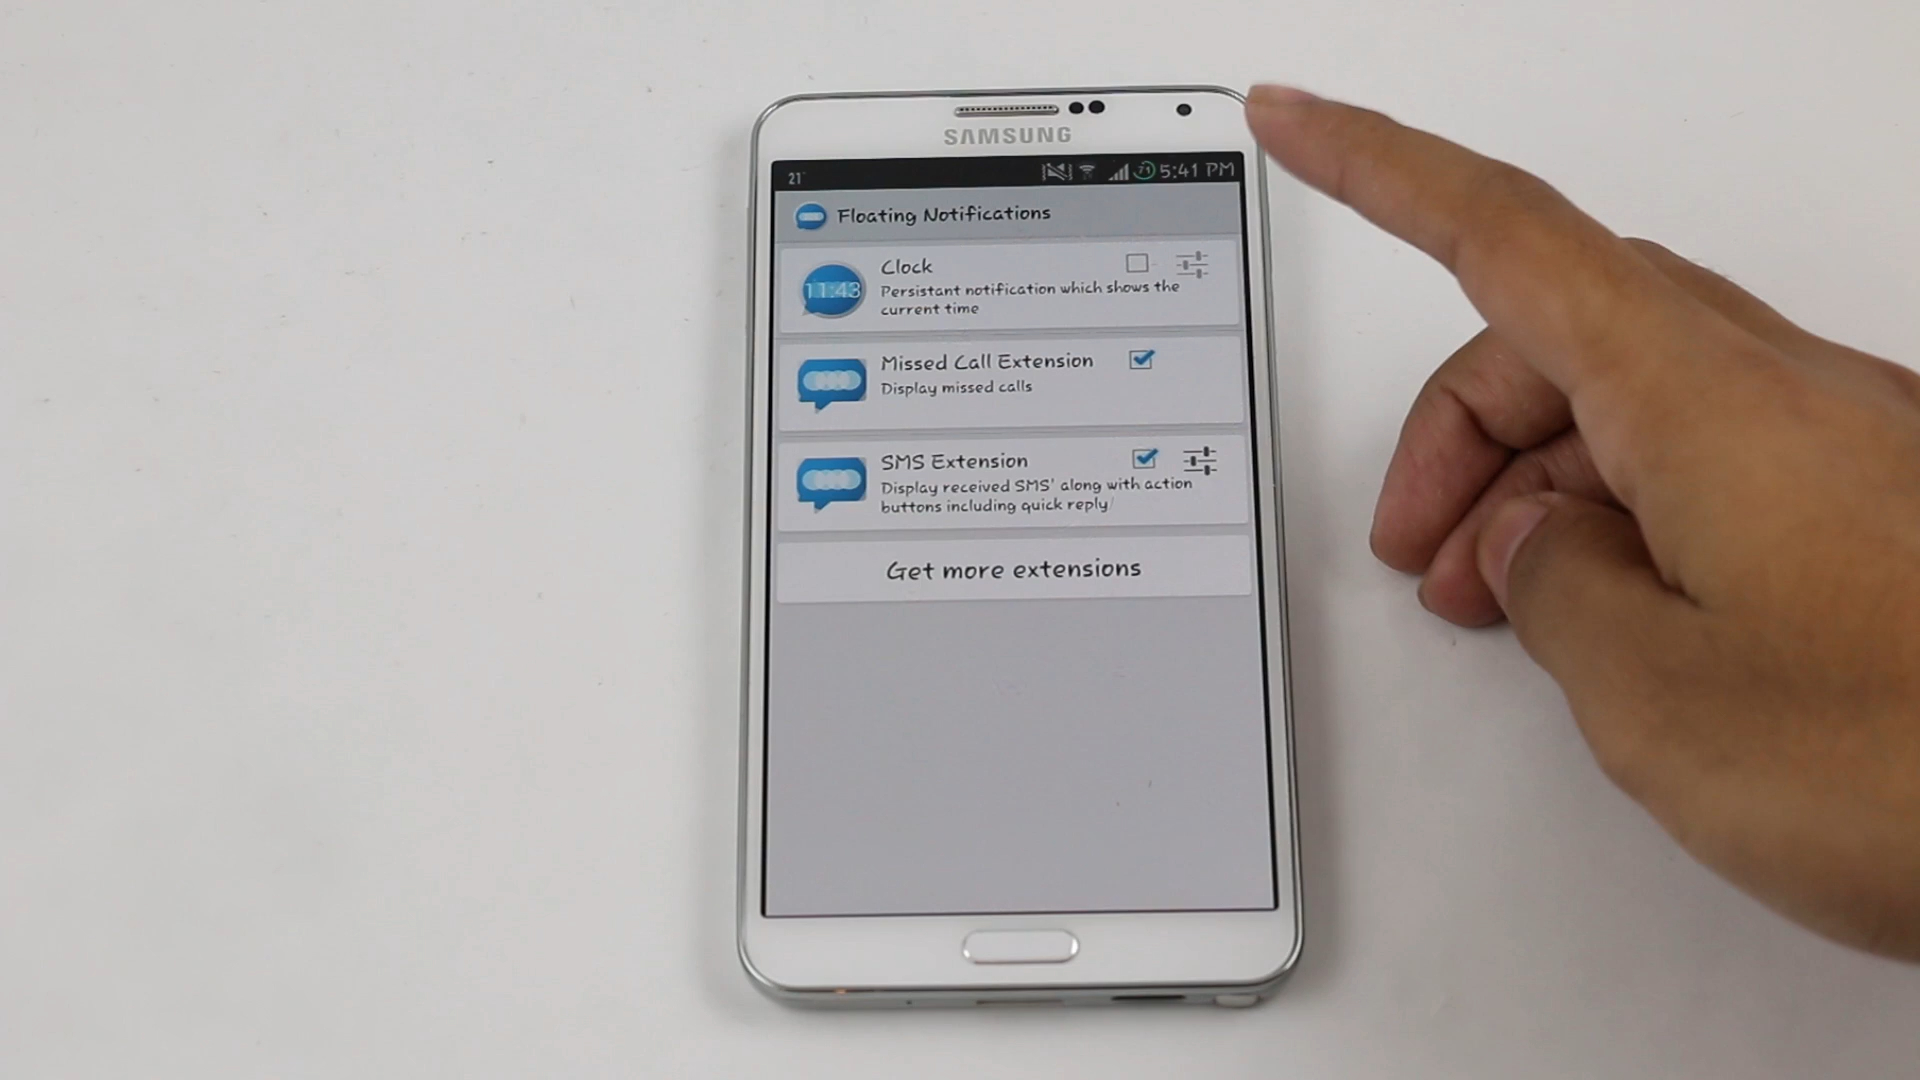 SAMSUNG
21° 71 5:41 PM
Floating Notifications
11:43
Clock
Persistant notification which shows the
current time
Missed Call Extension
Display missed calls
SMS Extension
Display received SMS' along with action
buttons including quick reply
Get more extensions